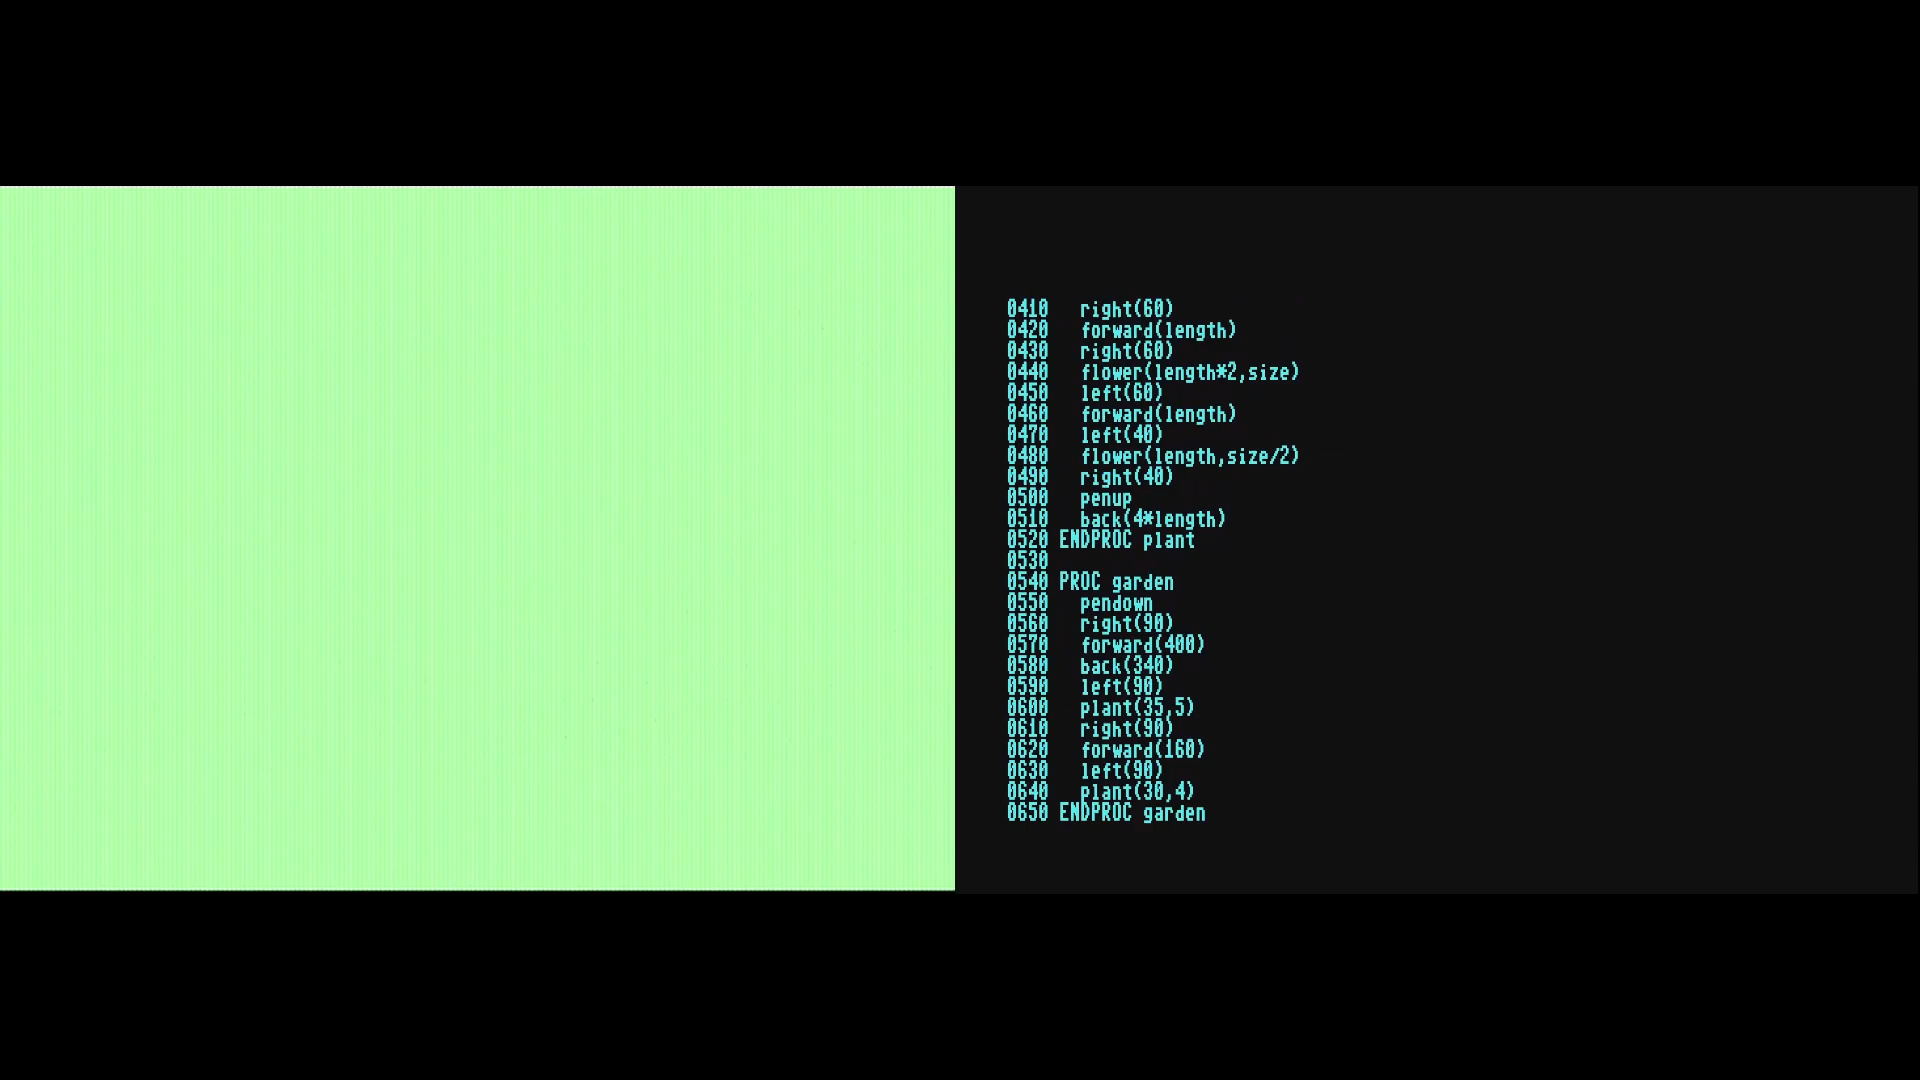 0410   right(60)
0420   forward(length)
0430   right(60)
0440   flower(length*2,size)
0450   left(60)
0460   forward(length)
0470   left(40)
0480   flower(length,size/2)
0490   right(40)
0500   penup
0510   back(4*length)
0520 ENDPROC plant
0530
0540 PROC garden
0550   pendown
0560   right(90)
0570   forward(400)
0580   back(340)
0590   left(90)
0600   plant(35,5)
0610   right(90)
0620   forward(160)
0630   left(90)
0640   plant(30,4)
0650 ENDPROC garden